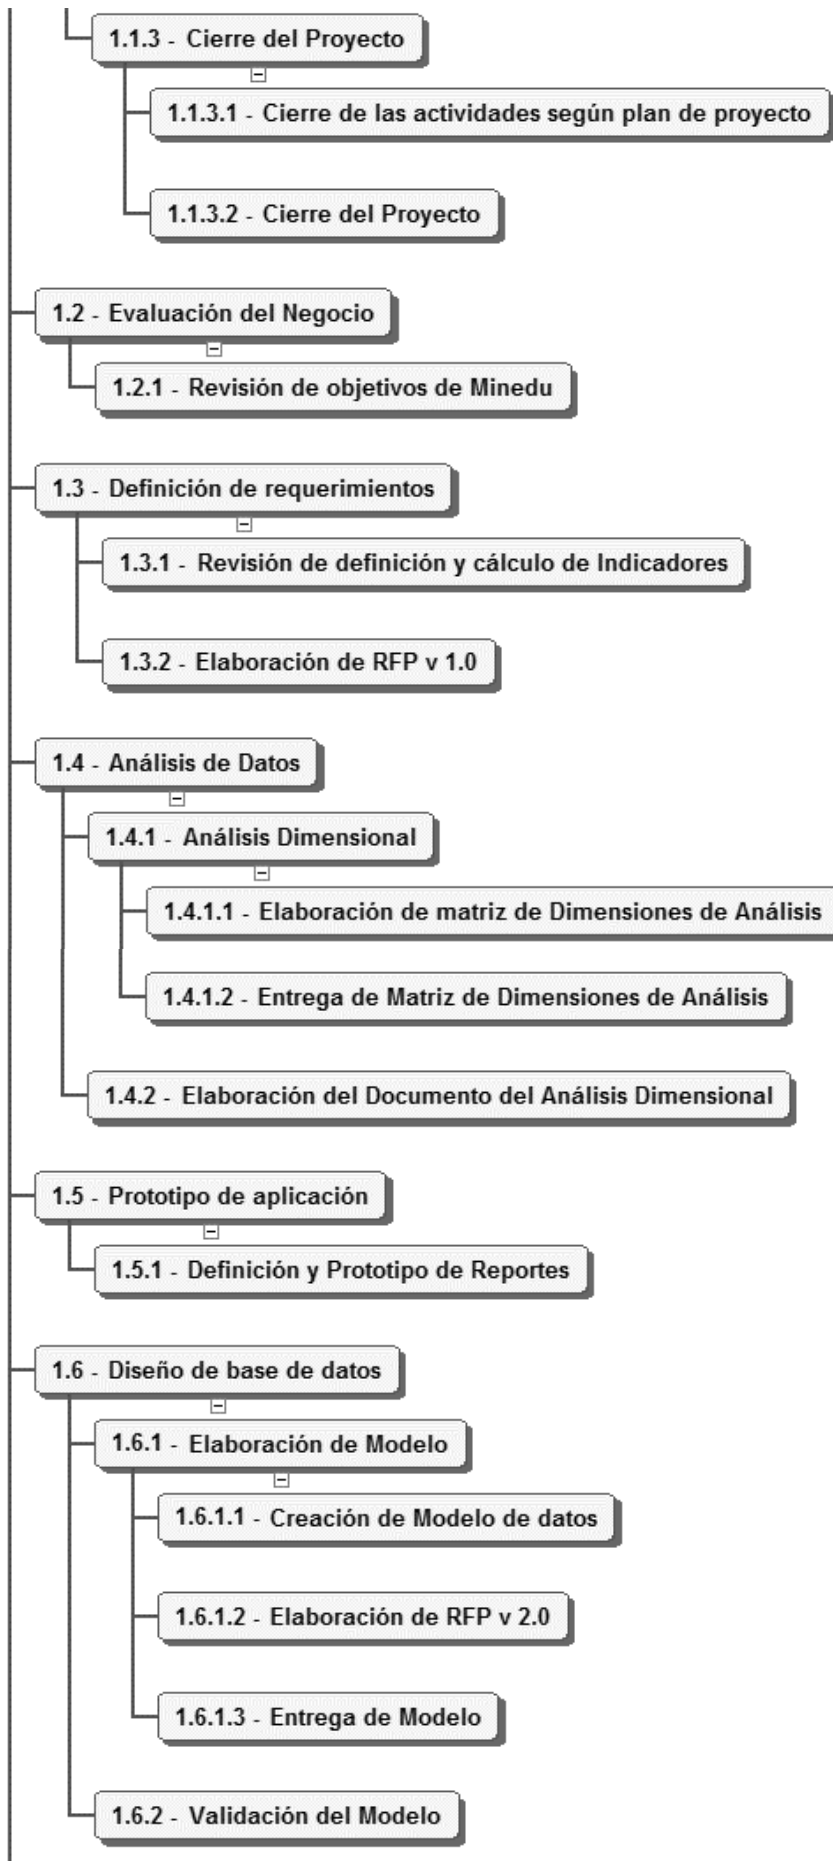 1.1.3 - Cierre del Proyecto
1.1.3.1 - Cierre de las actividades según plan de proyecto
1.1.3.2 - Cierre del Proyecto
1.2 - Evaluación del Negocio
1.2.1 - Revisión de objetivos de Minedu
1.3 - Definición de requerimientos
1.3.1 - Revisión de definición y cálculo de Indicadores
1.3.2 - Elaboración de RFP v 1.0
1.4 - Análisis de Datos
1.4.1 - Análisis Dimensional
1.4.1.1 - Elaboración de matriz de Dimensiones de Análisis
1.4.1.2 - Entrega de Matriz de Dimensiones de Análisis
1.4.2 - Elaboración del Documento del Análisis Dimensional
1.5 - Prototipo de aplicación
1.5.1 - Definición y Prototipo de Reportes
1.6 - Diseño de base de datos
1.6.1 - Elaboración de Modelo
1.6.1.1 - Creación de Modelo de datos
1.6.1.2 - Elaboración de RFP v 2.0
1.6.1.3 - Entrega de Modelo
1.6.2 - Validación del Modelo